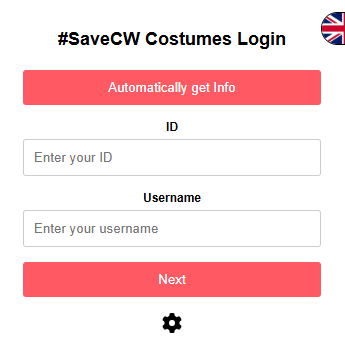 #SaveCW Costumes Login
Automatically get Info
ID
Enter your ID
Username
Enter your username
Next